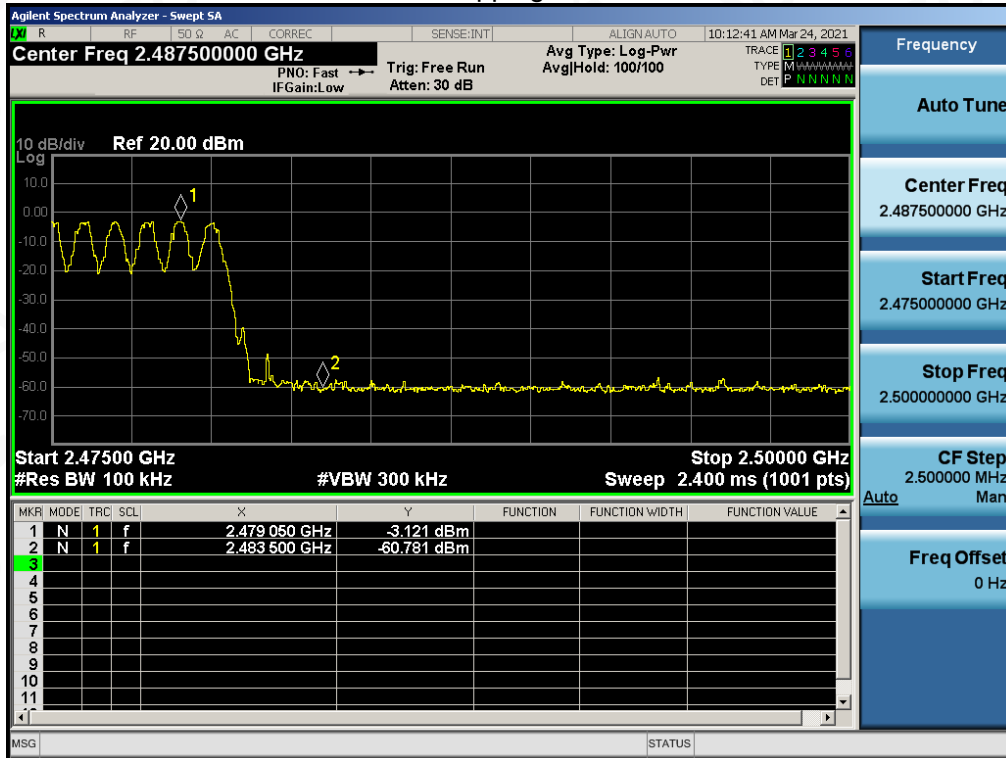 Agilent Spectrum Analyzer - Swept SA
LXI R RF 50 Ω AC CORREC SENSE:INT ALIGN AUTO 10:12:41 AM Mar 24, 2021
Center Freq 2.487500000 GHz
PNO: Fast
IFGain:Low
Trig: Free Run
Atten: 30 dB
Avg Type: Log-Pwr
Avg|Hold: 100/100
TRACE 1 2 3 4 5 6
TYPE M WWWWW
DET P N N N N N
10 dB/div Ref 20.00 dBm
Log
10.0
0.00
-10.0
-20.0
-30.0
-40.0
-50.0
-60.0
-70.0
1
2
Start 2.47500 GHz Stop 2.50000 GHz
#Res BW 100 kHz #VBW 300 kHz Sweep 2.400 ms (1001 pts)
MKR MODE TRC SCL X Y FUNCTION FUNCTION WIDTH FUNCTION VALUE
1 N 1 f 2.479 050 GHz -3.121 dBm
2 N 1 f 2.483 500 GHz -60.781 dBm
3
4
5
6
7
8
9
10
11
MSG STATUS
Frequency
Auto Tune
Center Freq
2.487500000 GHz
Start Freq
2.475000000 GHz
Stop Freq
2.500000000 GHz
CF Step
2.500000 MHz
Auto Man
Freq Offset
0 Hz